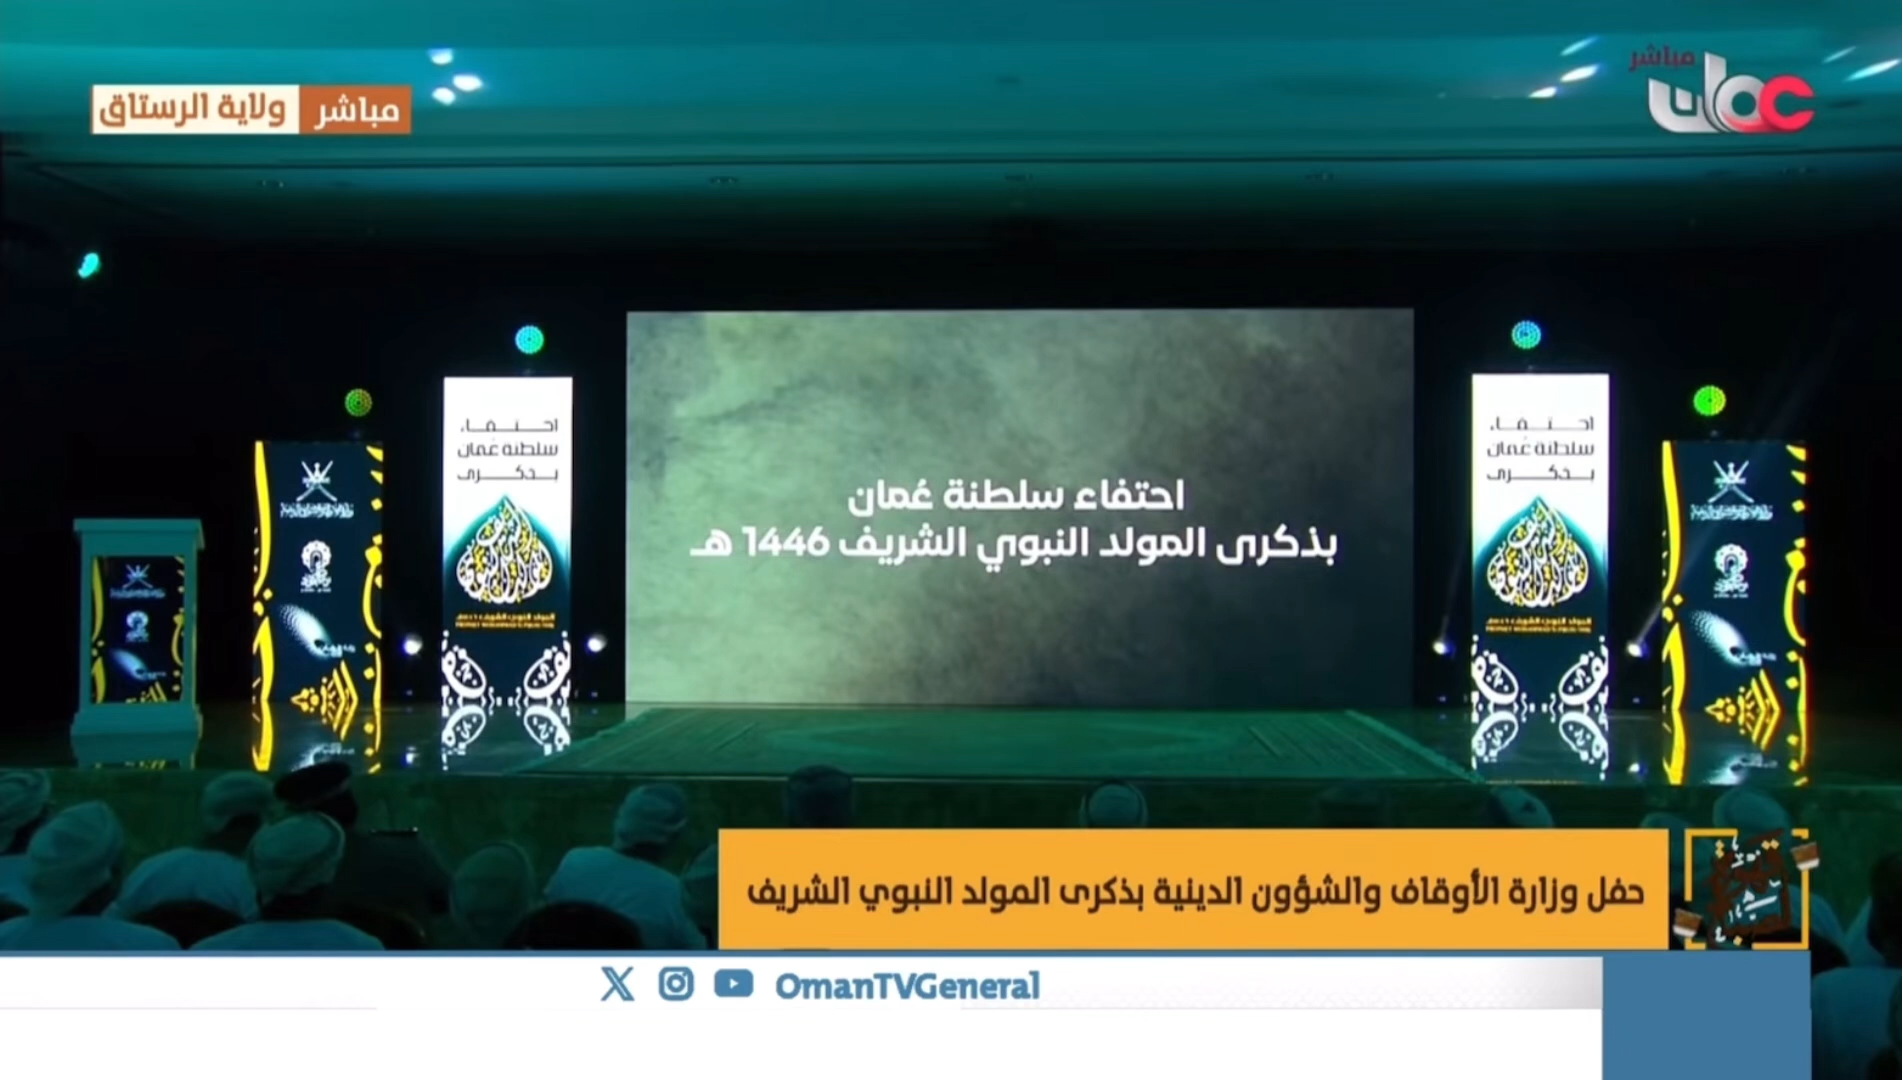 مباشر
عمان
مباشر
ولاية الرستاق
احتفاء سلطنة عُمان
بذكرى المولد النبوي الشريف 1446 هـ
احتفاء
سلطنة عُمان
بذكرى
احتفاء
سلطنة عُمان
بذكرى
حفل وزارة الأوقاف والشؤون الدينية بذكرى المولد النبوي الشريف
OmanTVGeneral